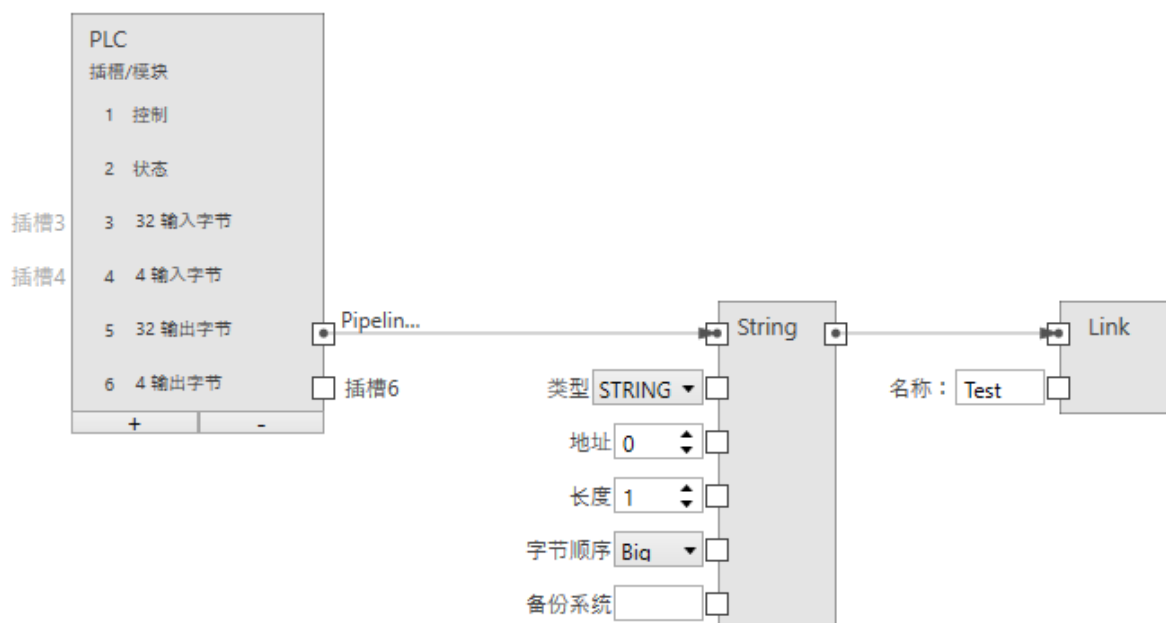 PLC
插槽/模块
1 控制
2 状态
插槽3 3 32 输入字节
插槽4 4 4 输入字节
5 32 输出字节 Pipelin... String Link
6 4 输出字节 插槽6 类型 STRING 名称： Test
+ -
地址 0
长度 1
字节顺序 Big
备份系统